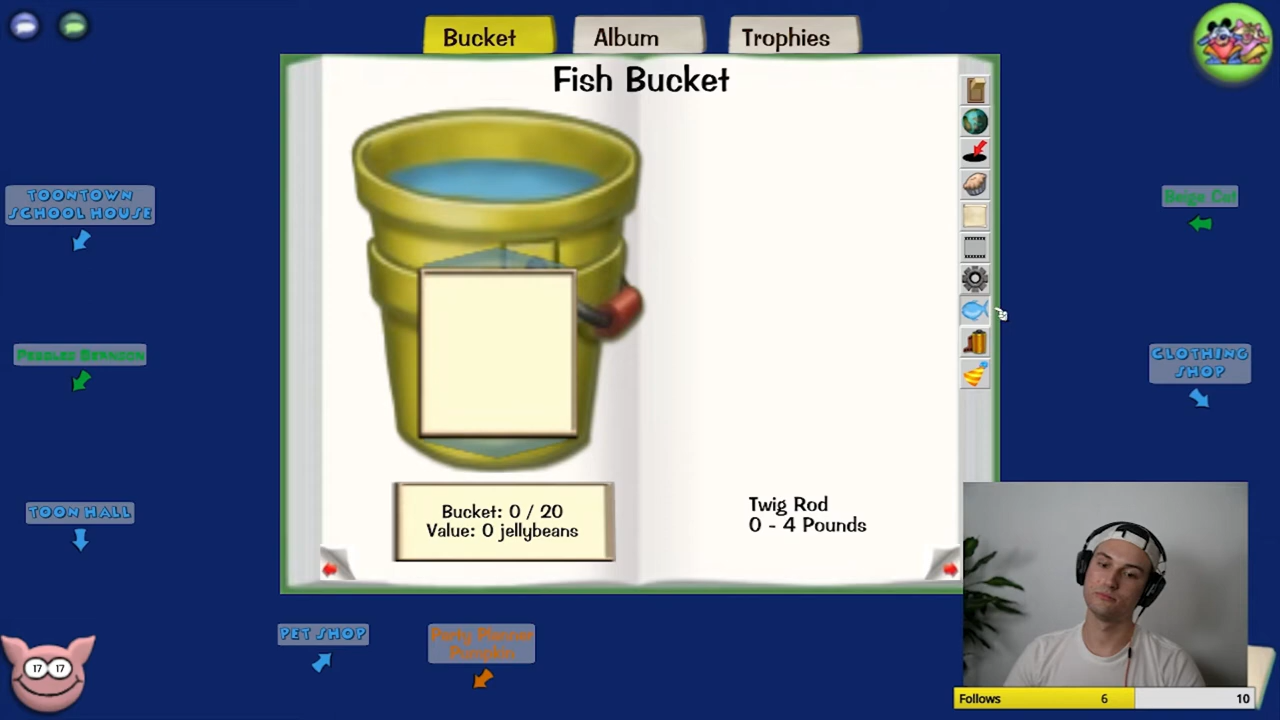 Bucket
Album
Trophies
Fish Bucket
TOONTOWN
SCHOOL HOUSE
Beige Cat
PEBBLES BERNSON
CLOTHING
SHOP
TOON HALL
Bucket: 0 / 20
Value: 0 jellybeans
Twig Rod
0 - 4 Pounds
PET SHOP
Party Planner
Pumpkin
17 17
Follows 6 10